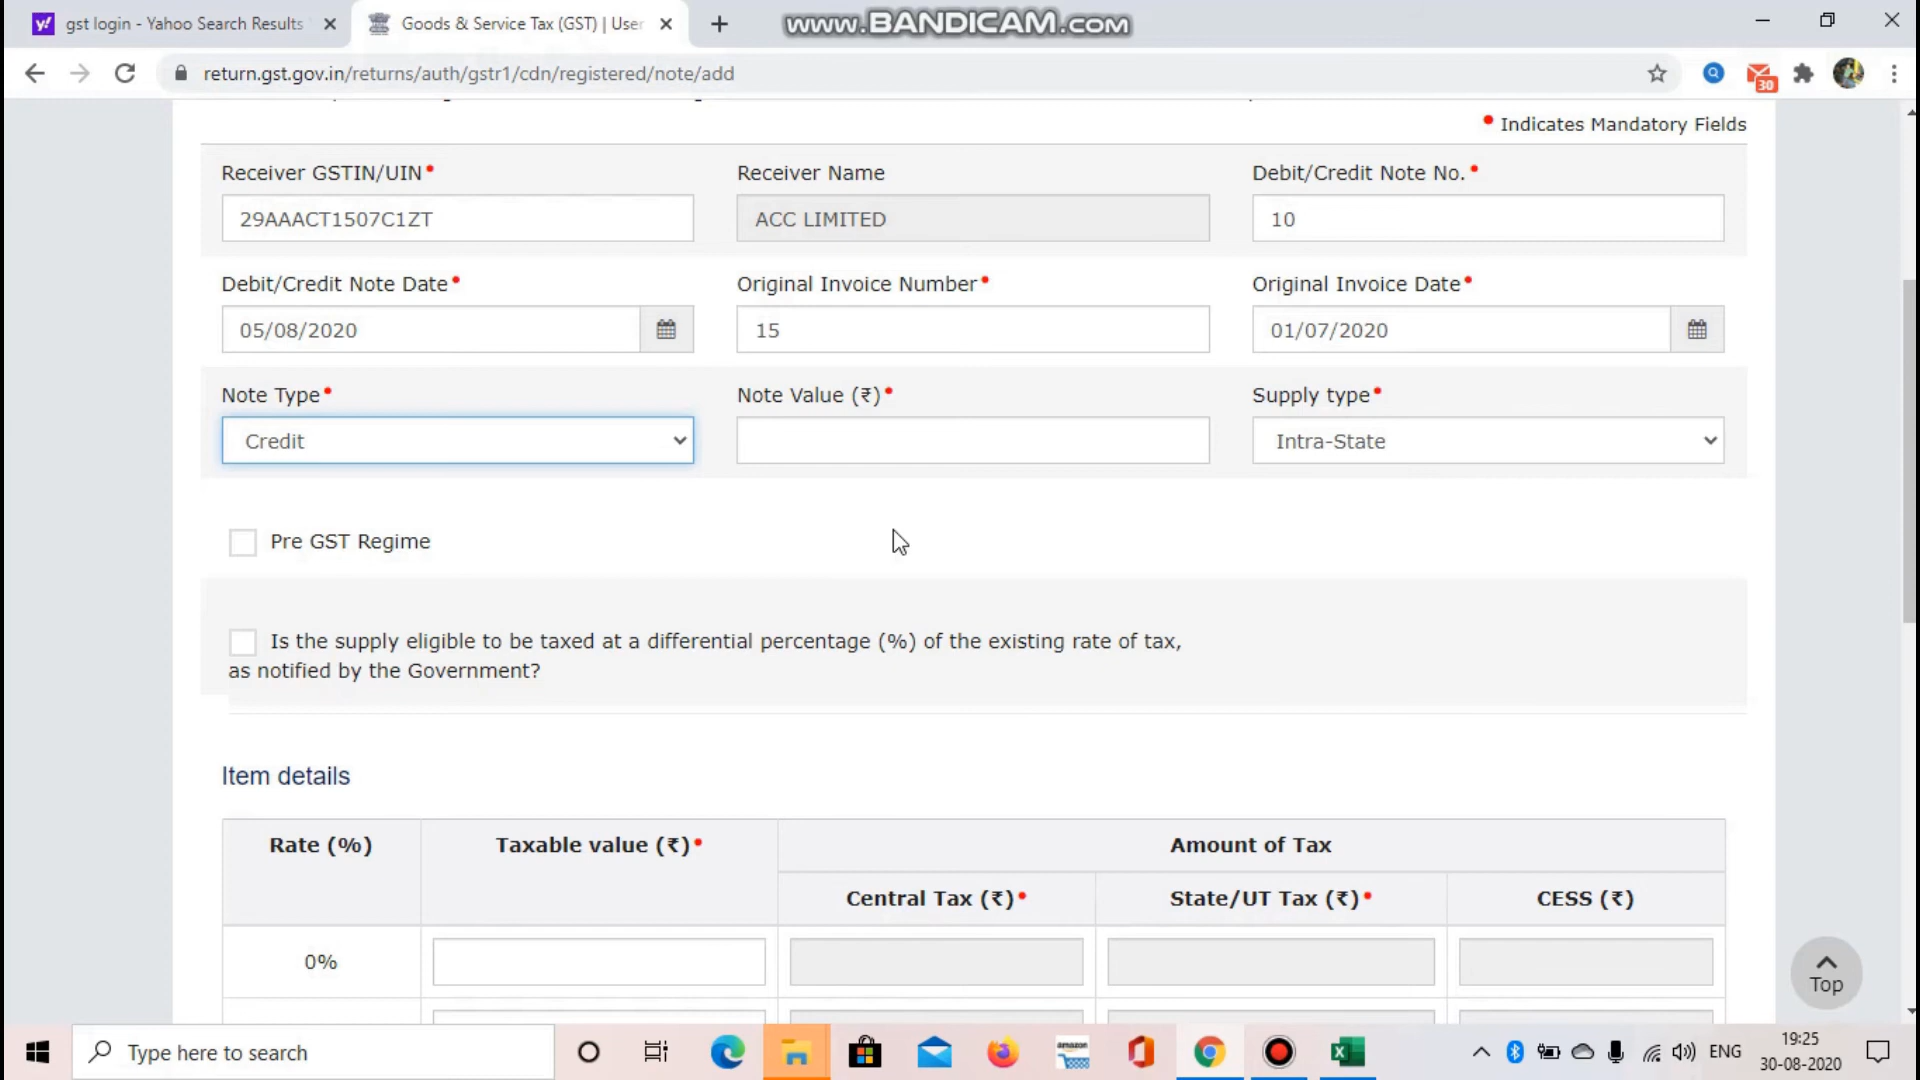 gst login - Yahoo Search Results
Goods & Service Tax (GST) | User
www.BANDICAM.com
return.gst.gov.in/returns/auth/gstr1/cdn/registered/note/add
30
• Indicates Mandatory Fields
Receiver GSTIN/UIN•
Receiver Name
Debit/Credit Note No.•
29AAACT1507C1ZT
ACC LIMITED
10
Debit/Credit Note Date•
Original Invoice Number•
Original Invoice Date•
05/08/2020
15
01/07/2020
Note Type•
Note Value (₹)•
Supply type•
Credit
Intra-State
Pre GST Regime
Is the supply eligible to be taxed at a differential percentage (%) of the existing rate of tax,
as notified by the Government?
Item details
Rate (%)
Taxable value (₹)•
Amount of Tax
Central Tax (₹)•
State/UT Tax (₹)•
CESS (₹)
0%
Top
Type here to search
amazon
ENG
19:25
30-08-2020